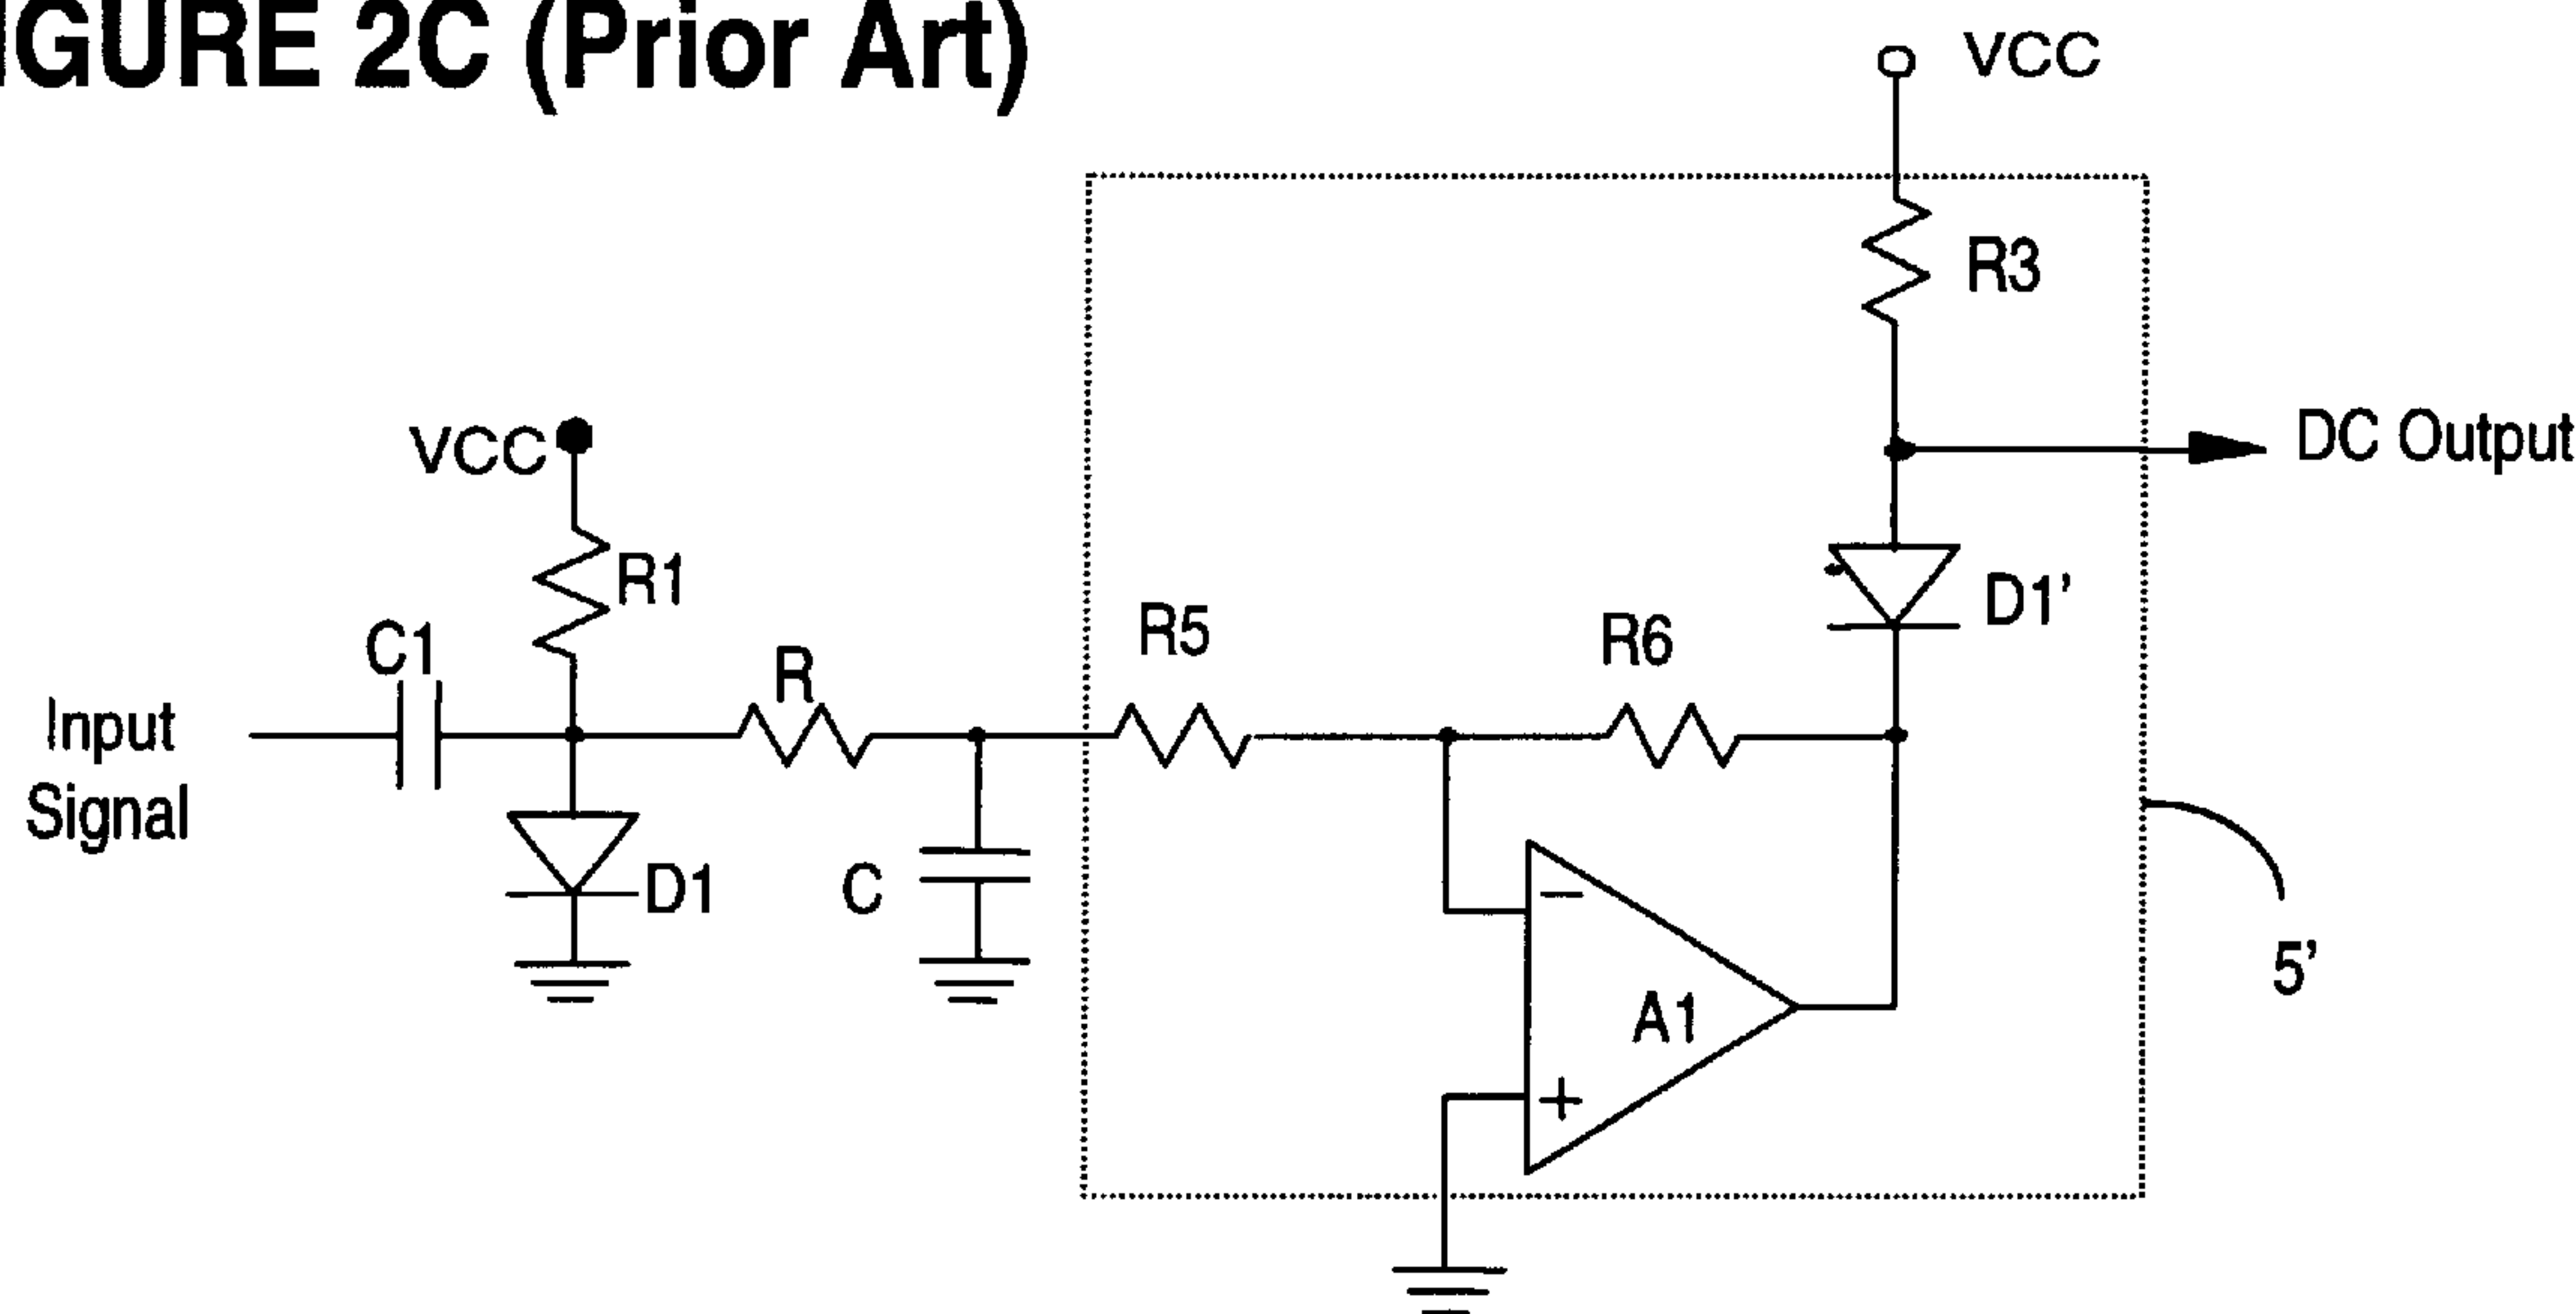 IGURE 2C (Prior Art)
VCC
R3
DC Output
VCC
R1
D1'
C1
R
R5
R6
Input
Signal
D1
C
−
A1
+
5'